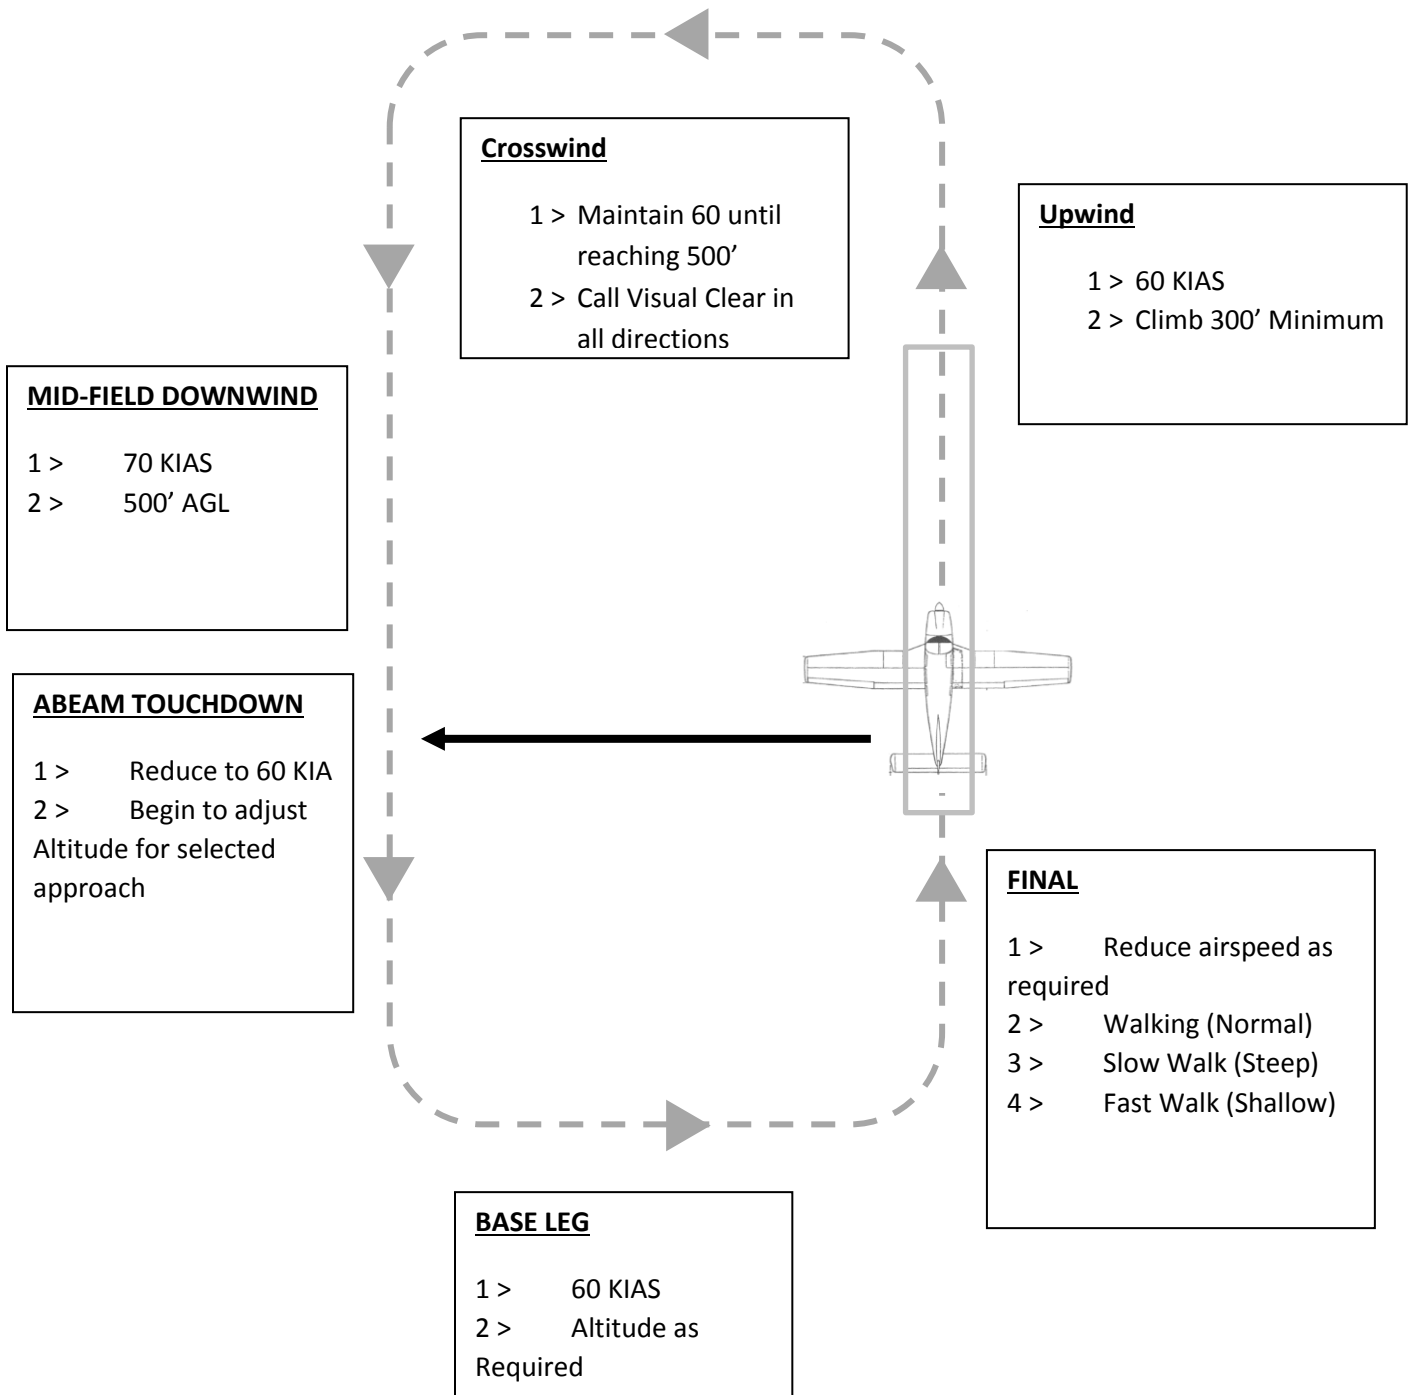 Crosswind
1 > Maintain 60 until
reaching 500’
2 > Call Visual Clear in
all directions
Upwind
1 > 60 KIAS
2 > Climb 300’ Minimum
MID-FIELD DOWNWIND
1 > 70 KIAS
2 > 500’ AGL
ABEAM TOUCHDOWN
1 > Reduce to 60 KIA
2 > Begin to adjust
Altitude for selected
approach
FINAL
1 > Reduce airspeed as
required
2 > Walking (Normal)
3 > Slow Walk (Steep)
4 > Fast Walk (Shallow)
BASE LEG
1 > 60 KIAS
2 > Altitude as
Required